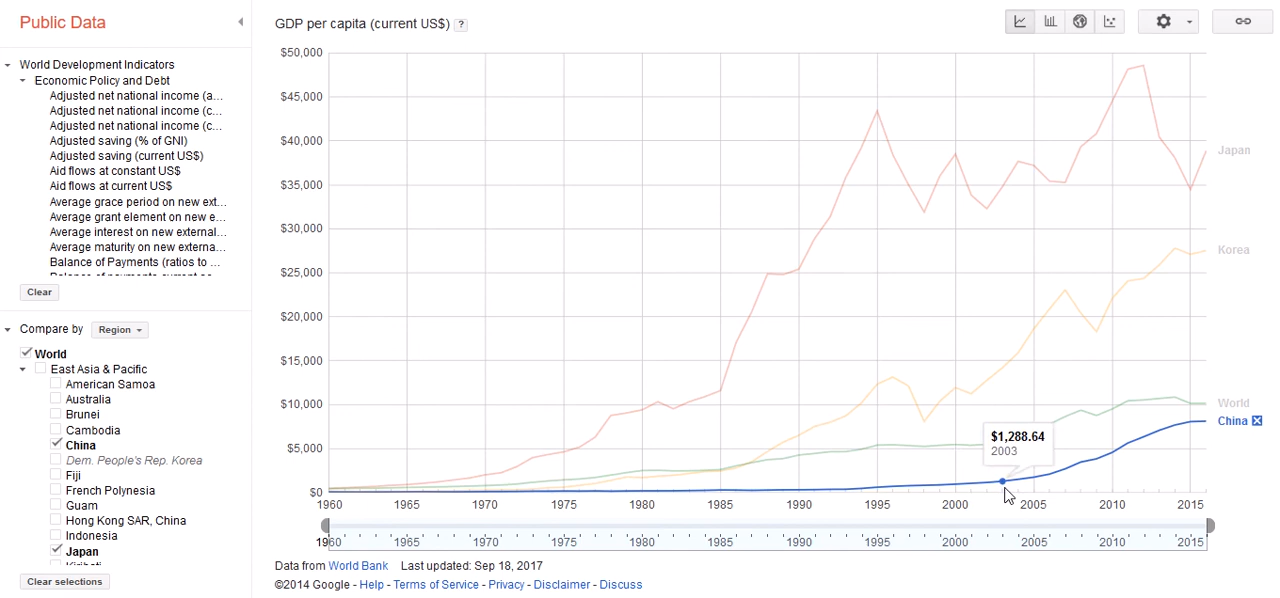 Public Data
World Development Indicators
Economic Policy and Debt
Adjusted net national income (a...
Adjusted net national income (c...
Adjusted net national income (c...
Adjusted saving (% of GNI)
Adjusted saving (current US$)
Aid flows at constant US$
Aid flows at current US$
Average grace period on new ext...
Average grant element on new e...
Average interest on new external...
Average maturity on new externa...
Balance of Payments (ratios to ...
Clear
Compare by Region
World
East Asia & Pacific
American Samoa
Australia
Brunei
Cambodia
China
Dem. People's Rep. Korea
Fiji
French Polynesia
Guam
Hong Kong SAR, China
Indonesia
Japan
Clear selections
GDP per capita (current US$) ?
$50,000
$45,000
$40,000
$35,000
$30,000
$25,000
$20,000
$15,000
$10,000
$5,000
$0
Japan
Korea
World
China
$1,288.64
2003
1960 1965 1970 1975 1980 1985 1990 1995 2000 2005 2010 2015
1960 1965 1970 1975 1980 1985 1990 1995 2000 2005 2010 2015
Data from World Bank Last updated: Sep 18, 2017
©2014 Google - Help - Terms of Service - Privacy - Disclaimer - Discuss